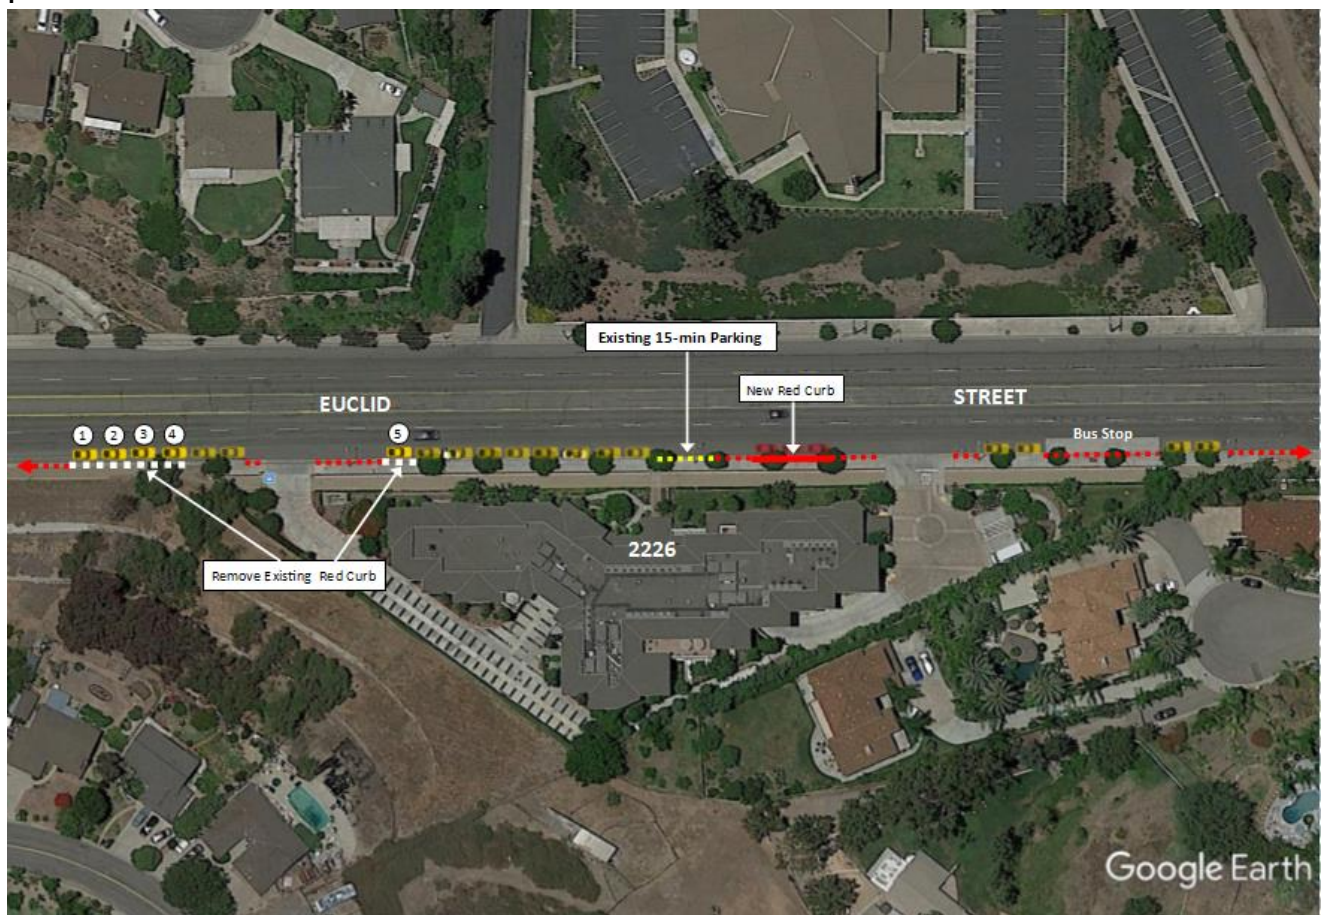 Existing 15-min Parking
New Red Curb
EUCLID
STREET
1
2
3
4
5
Bus Stop
2226
Remove Existing Red Curb
Google Earth